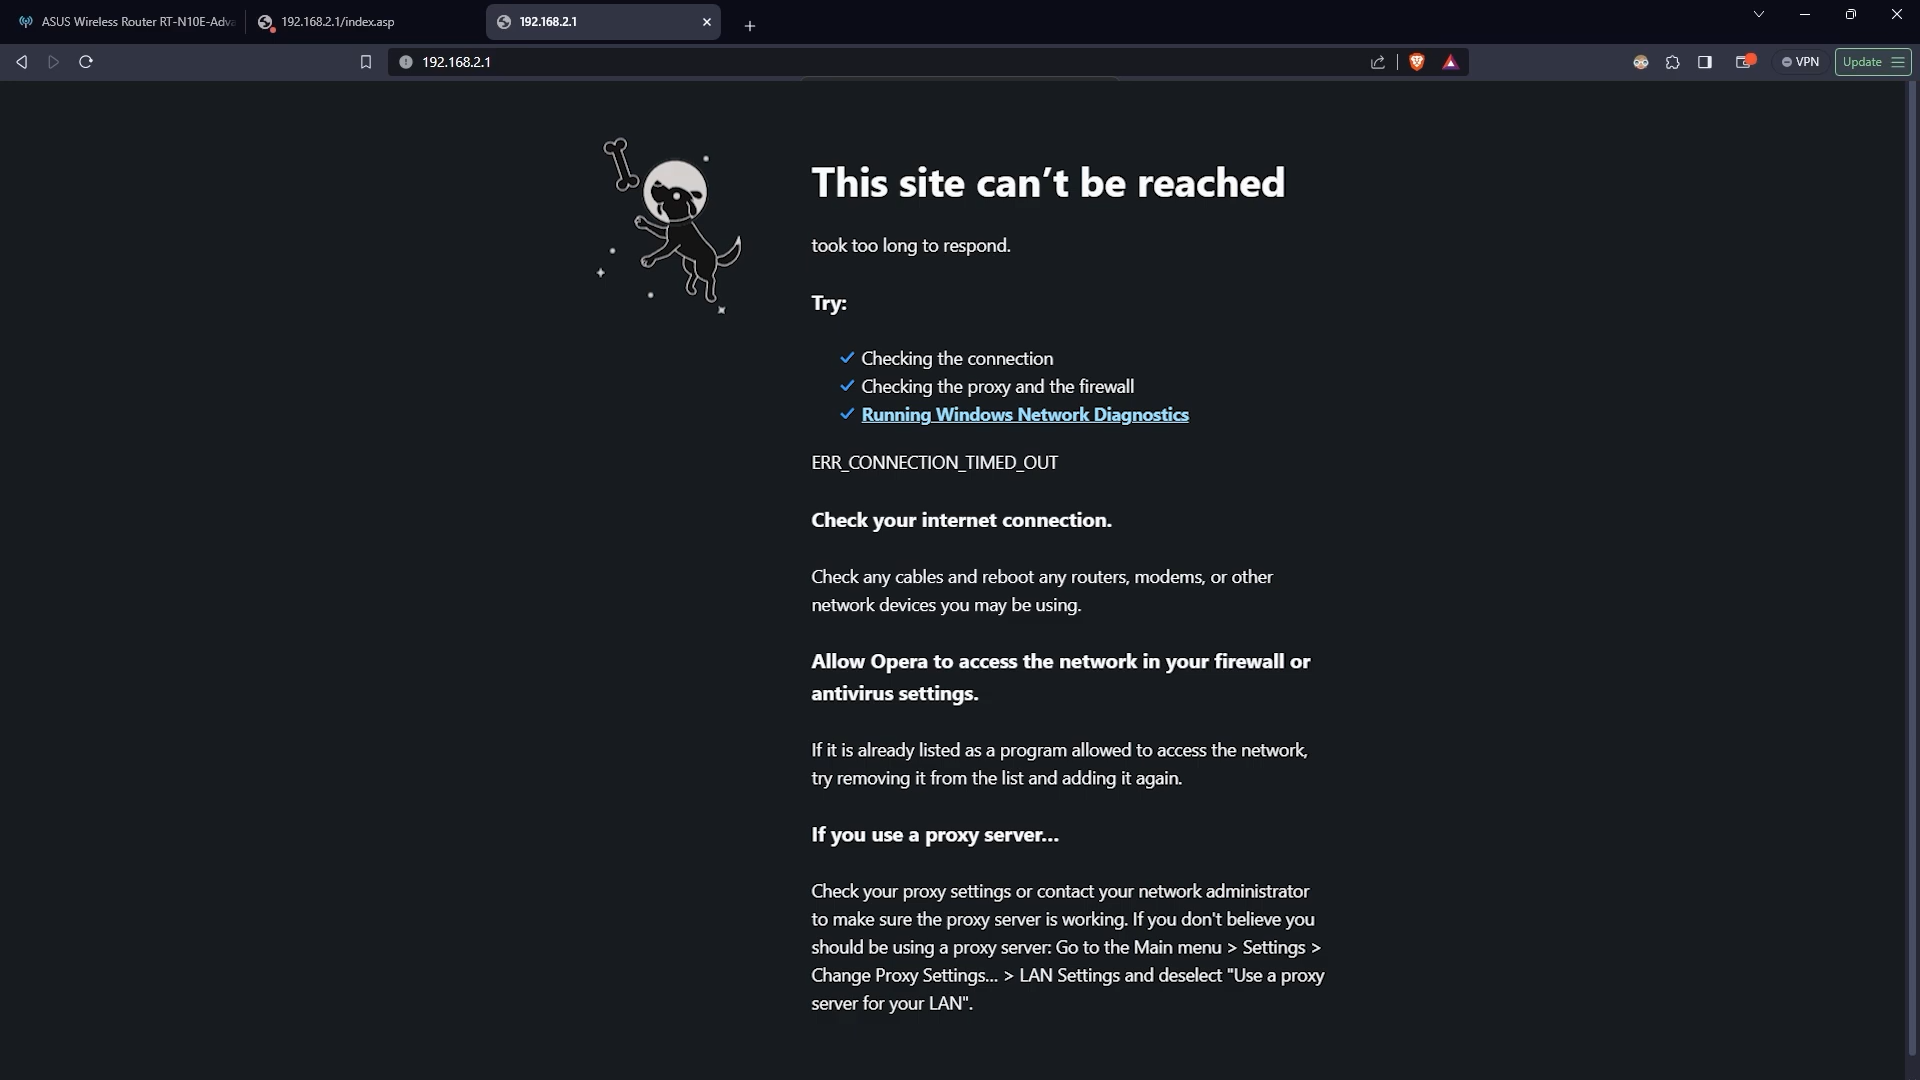 ASUS Wireless Router RT-N10E-Adva
192.168.2.1/index.asp
192.168.2.1
192.168.2.1
VPN
Update
This site can’t be reached
took too long to respond.
Try:
Checking the connection
Checking the proxy and the firewall
Running Windows Network Diagnostics
ERR_CONNECTION_TIMED_OUT
Check your internet connection.
Check any cables and reboot any routers, modems, or other
network devices you may be using.
Allow Opera to access the network in your firewall or
antivirus settings.
If it is already listed as a program allowed to access the network,
try removing it from the list and adding it again.
If you use a proxy server…
Check your proxy settings or contact your network administrator
to make sure the proxy server is working. If you don't believe you
should be using a proxy server: Go to the Main menu > Settings >
Change Proxy Settings… > LAN Settings and deselect "Use a proxy
server for your LAN".